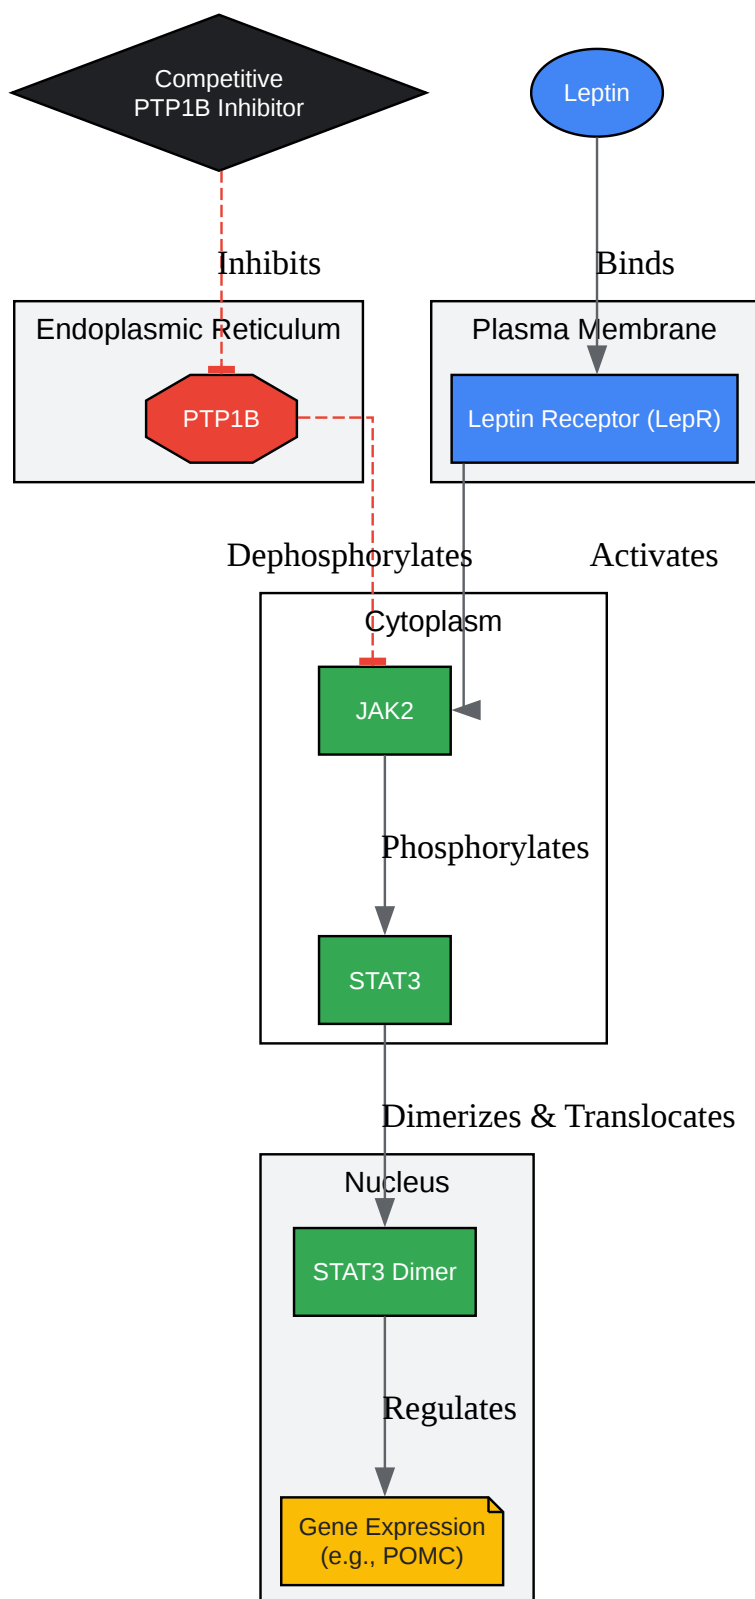 Competitive
PTP1B Inhibitor
Leptin
Inhibits
Binds
Endoplasmic Reticulum
Plasma Membrane
PTP1B
Leptin Receptor (LepR)
Dephosphorylates
Activates
Cytoplasm
JAK2
Phosphorylates
STAT3
Dimerizes & Translocates
Nucleus
STAT3 Dimer
Regulates
Gene Expression
(e.g., POMC)